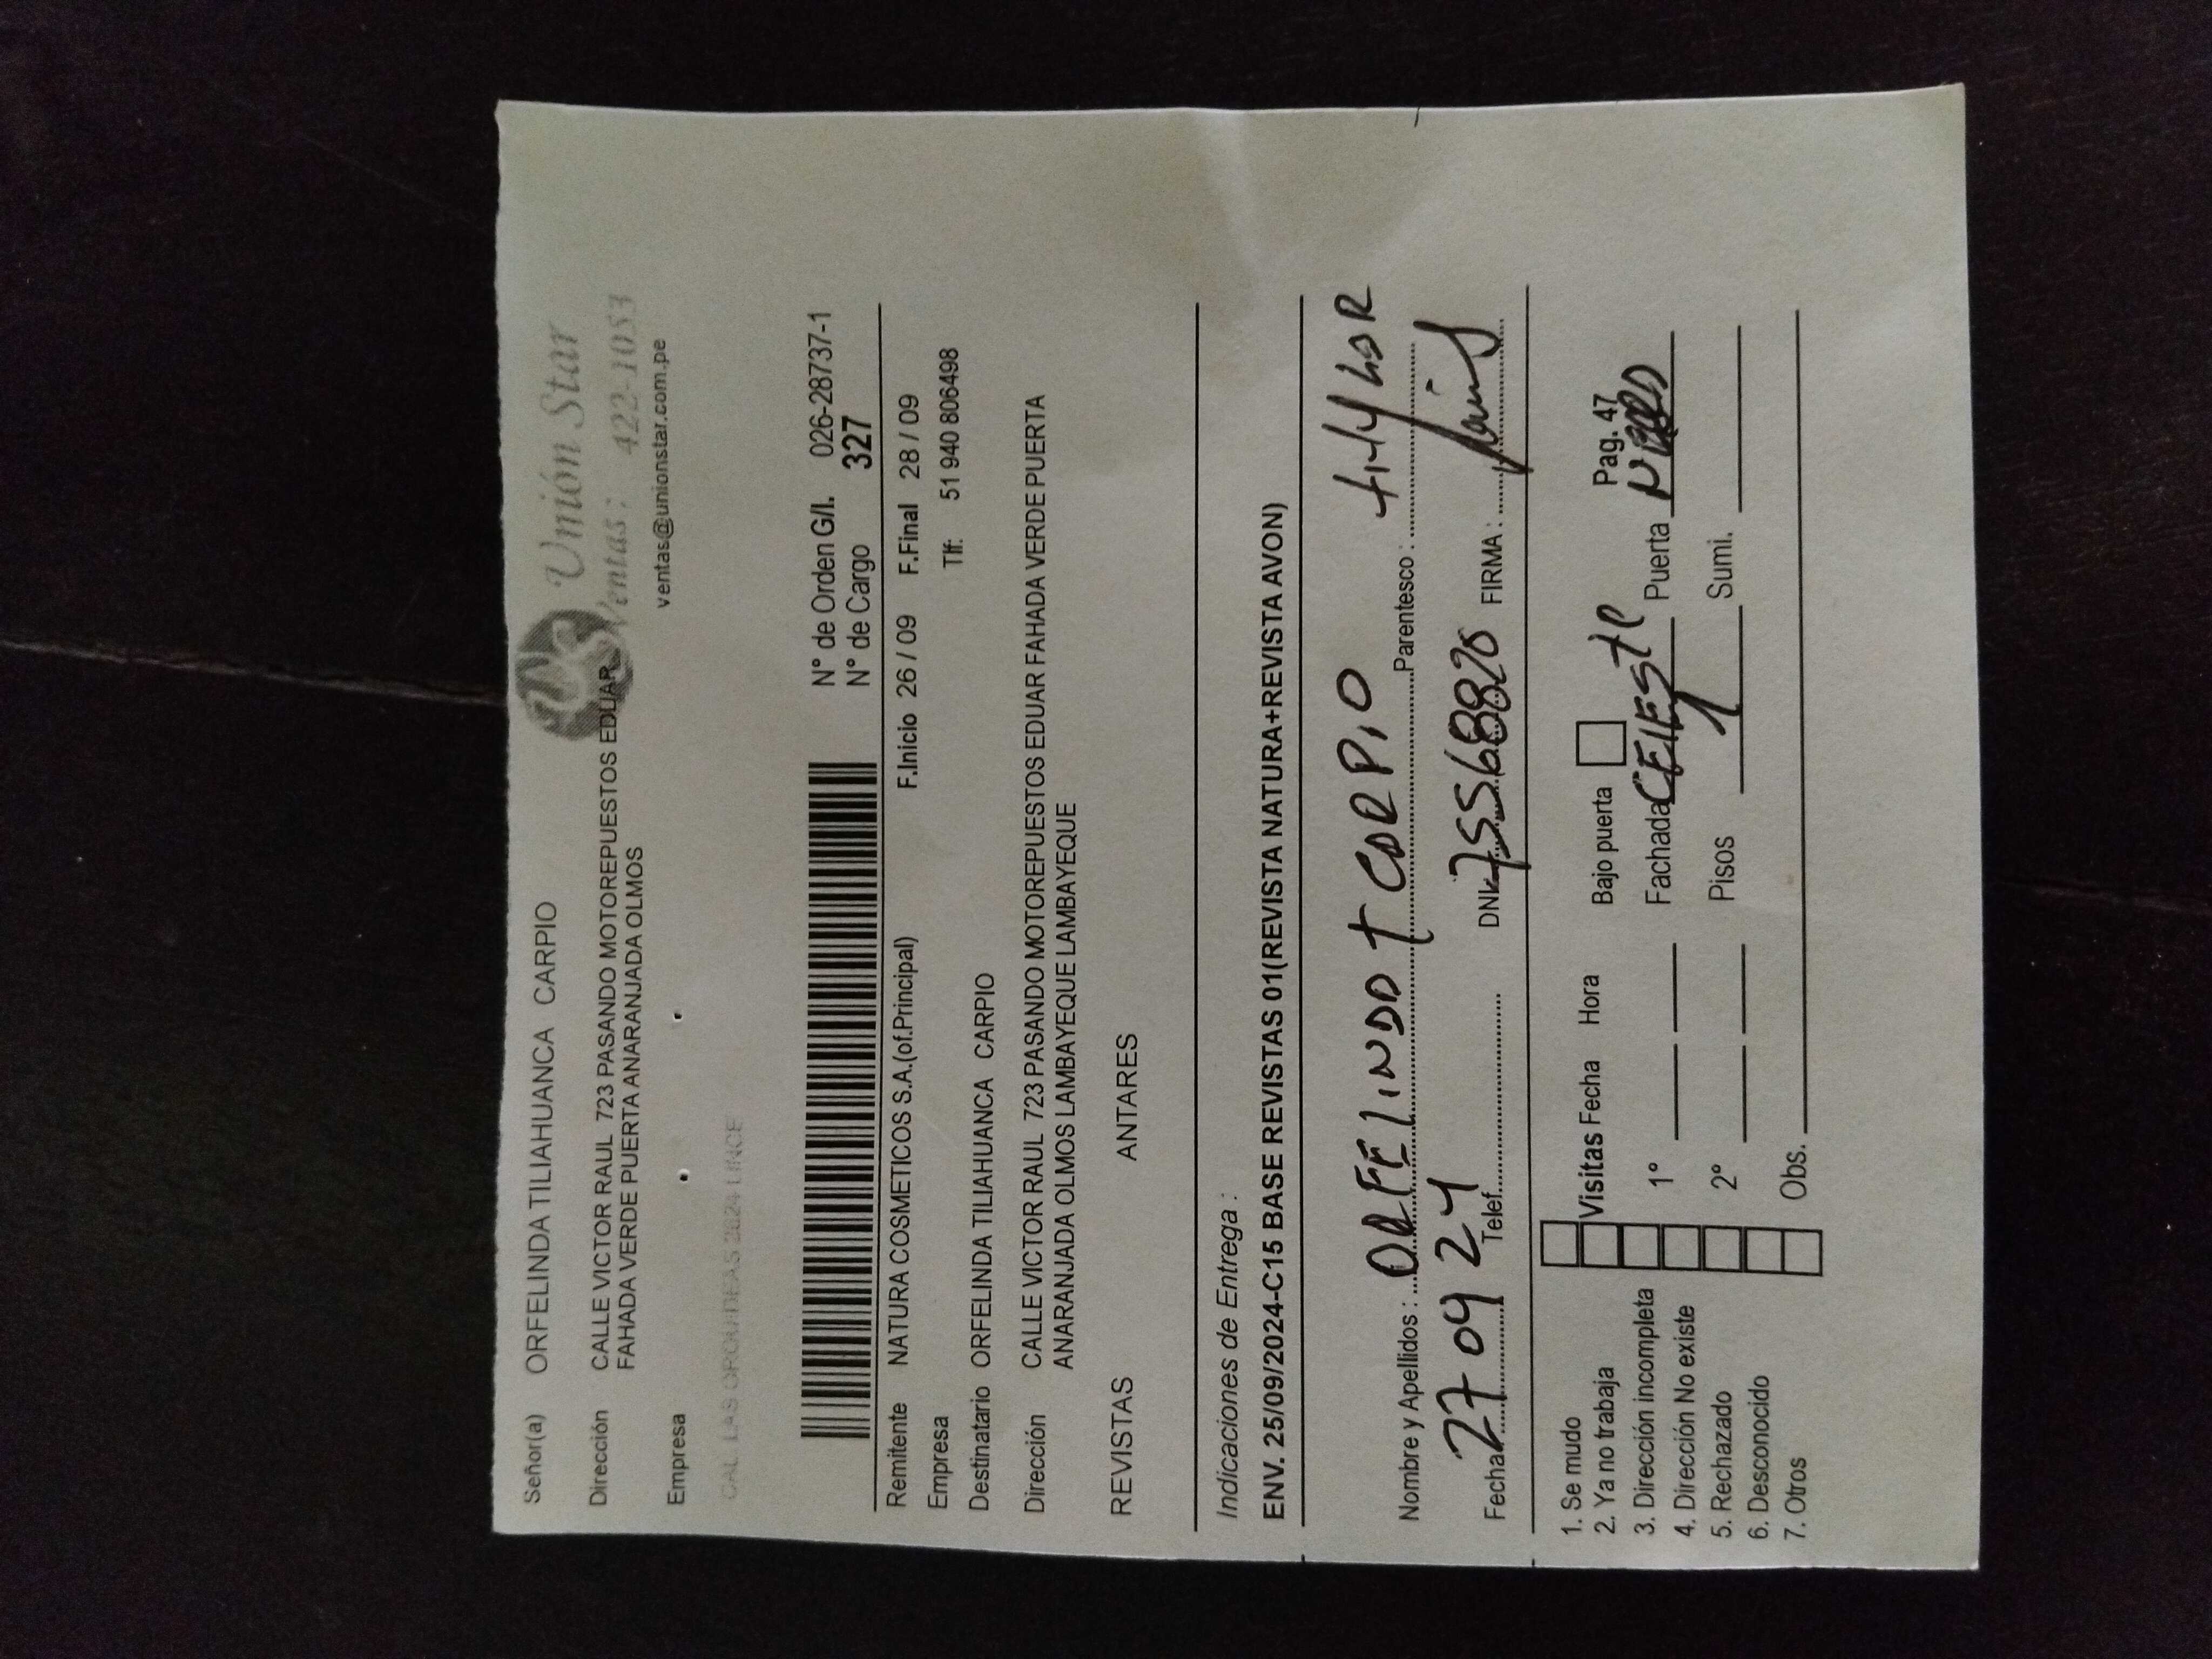 Unión Star
Ventas: 422-1053
ventas@unionstar.com.pe
Señor(a) ORFELINDA TILIAHUANCA CARPIO
Dirección CALLE VICTOR RAUL 723 PASANDO MOTOREPUESTOS EDUAR
FAHADA VERDE PUERTA ANARANJADA OLMOS
Empresa
N° de Orden G/I. 026-28737-1
N° de Cargo 327
Remitente NATURA COSMETICOS S.A.(of.Principal) F.Inicio 26 / 09 F.Final 28 / 09
Empresa Tlf: 51 940 806498
Destinatario ORFELINDA TILIAHUANCA CARPIO
Dirección CALLE VICTOR RAUL 723 PASANDO MOTOREPUESTOS EDUAR FAHADA VERDE PUERTA
ANARANJADA OLMOS LAMBAYEQUE LAMBAYEQUE
REVISTAS ANTARES
Indicaciones de Entrega :
ENV. 25/09/2024-C15 BASE REVISTAS 01(REVISTA NATURA+REVISTA AVON)
Nombre y Apellidos : ORFELINDA T CARPIO Parentesco : titular
Fecha 27 09 24 Telef. DNI: FIRMA :
1. Se mudo
2. Ya no trabaja
3. Dirección incompleta
4. Dirección No existe
5. Rechazado
6. Desconocido
7. Otros
Visitas Fecha Hora Bajo puerta Pag. 47
1º Fachada CElEste Puerta
2º Pisos 1 Sumi.
Obs.